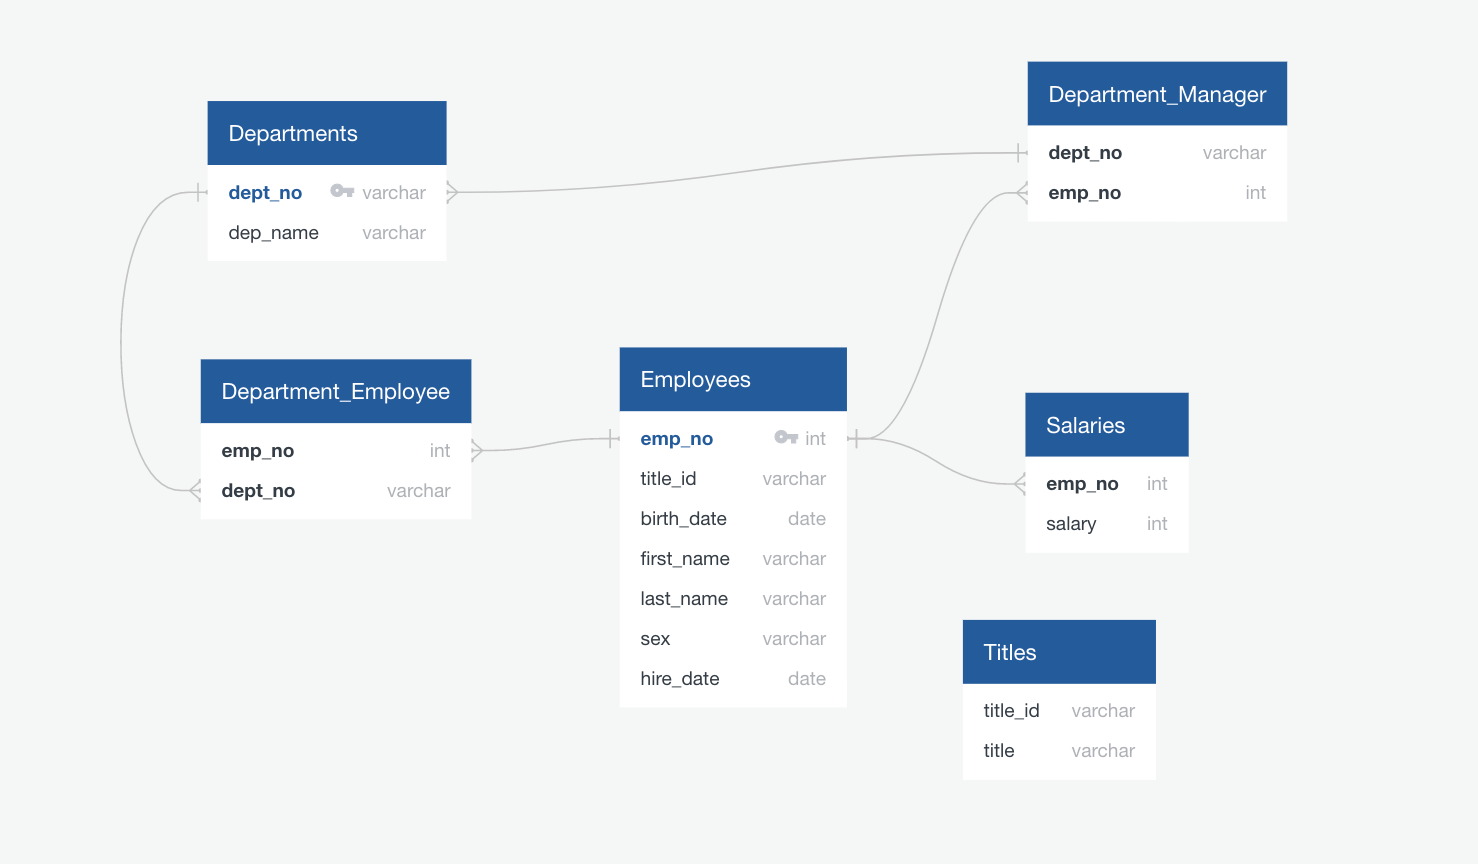 Departments
dept_no varchar
dep_name varchar
Department_Manager
dept_no varchar
emp_no int
Department_Employee
emp_no int
dept_no varchar
Employees
emp_no int
title_id varchar
birth_date date
first_name varchar
last_name varchar
sex varchar
hire_date date
Salaries
emp_no int
salary int
Titles
title_id varchar
title varchar